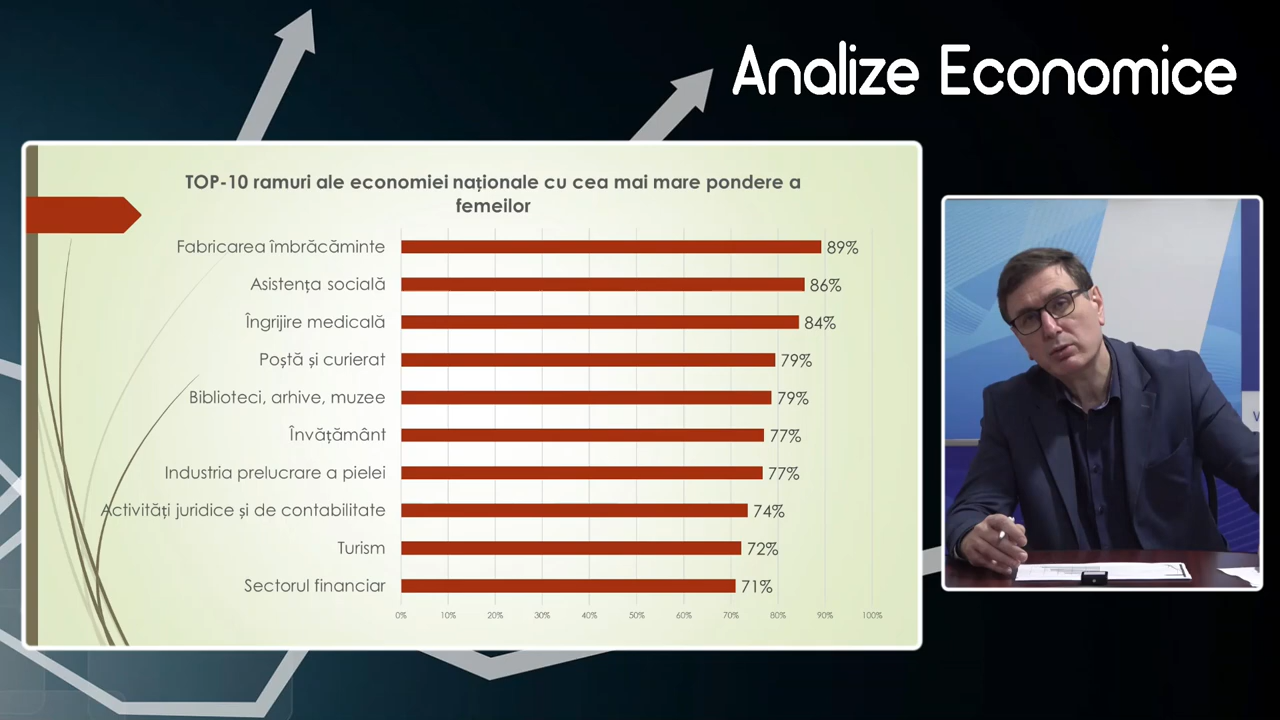 Analize Economice
TOP-10 ramuri ale economiei naționale cu cea mai mare pondere a
femeilor
Fabricarea îmbrăcăminte 89%
Asistența socială 86%
Îngrijire medicală 84%
Poștă și curierat 79%
Biblioteci, arhive, muzee 79%
Învățământ 77%
Industria prelucrare a pielei 77%
Activități juridice și de contabilitate 74%
Turism 72%
Sectorul financiar 71%
0% 10% 20% 30% 40% 50% 60% 70% 80% 90% 100%